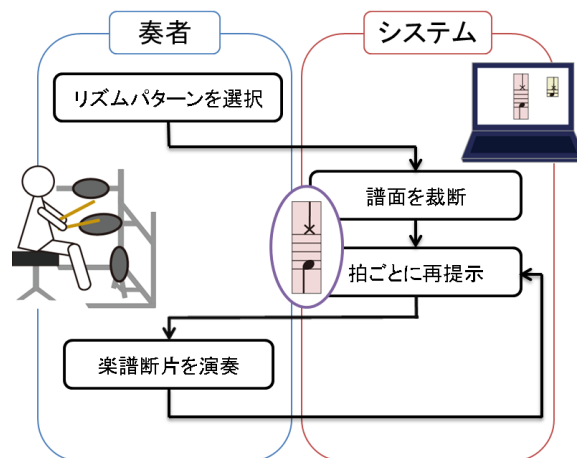 奏者
システム
リズムパターンを選択
譜面を裁断
拍ごとに再提示
楽譜断片を演奏